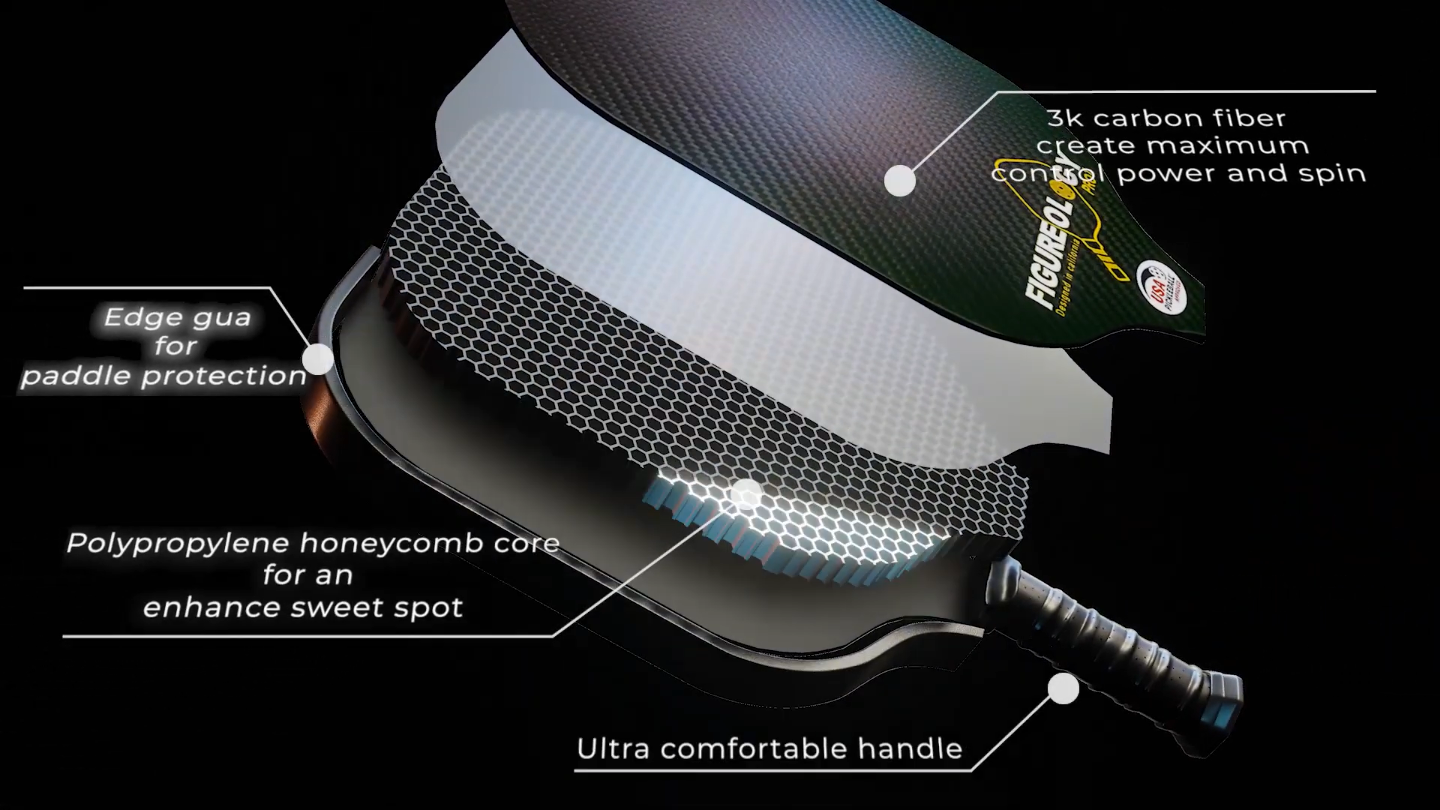 3k carbon fiber
create maximum
control power and spin
FIGUREOLOGY
PRO
Designed in california
USA
PICKLEBALL
Edge gua
for
paddle protection
Polypropylene honeycomb core
for an
enhance sweet spot
Ultra comfortable handle